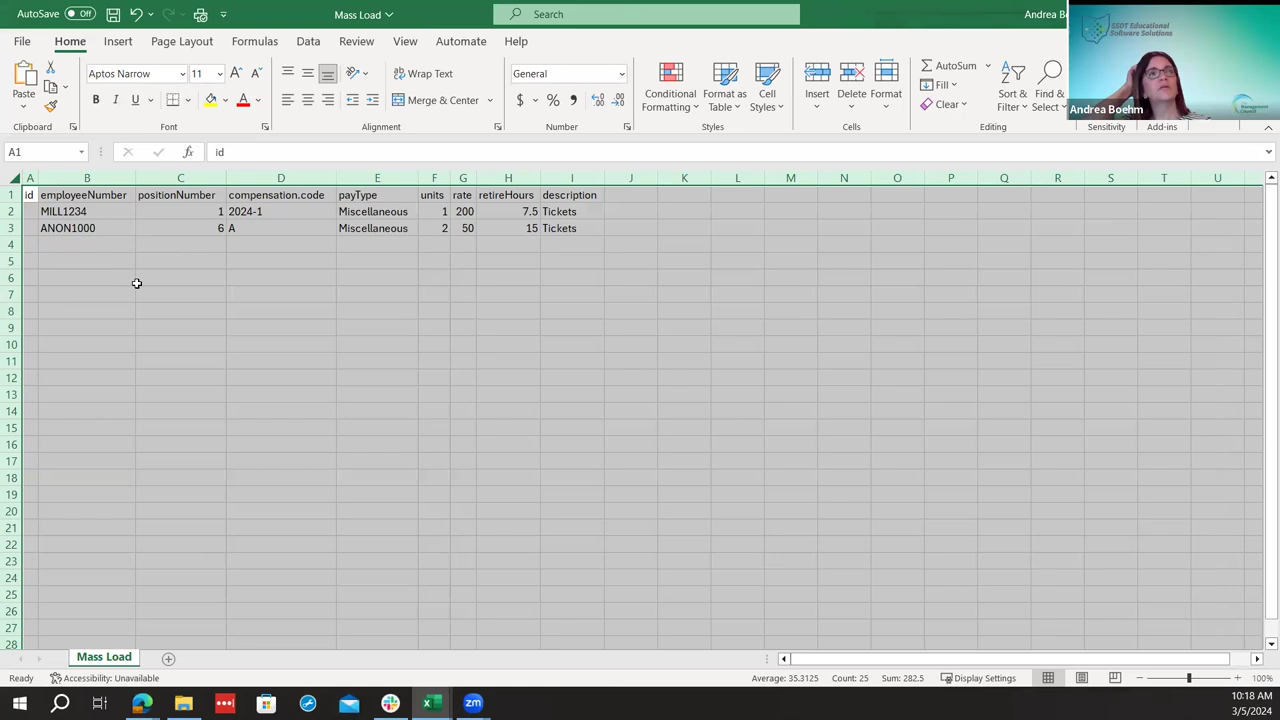 AutoSave Off Mass Load Search Andrea Bo
SSDT Educational
Software Solutions
File Home Insert Page Layout Formulas Data Review View Automate Help
Paste Aptos Narrow 11 Wrap Text General Conditional Format as Cell Insert Delete Format AutoSum Sort & Find &
B I U A Merge & Center $ % Formatting Table Styles Fill Filter Select
Clear
Andrea Boehm
Management
Council
Clipboard Font Alignment Number Styles Cells Editing Sensitivity Add-ins
A1 fx id
A B C D E F G H I J K L M N O P Q R S T U
1 id employeeNumber positionNumber compensation.code payType units rate retireHours description
2 MILL1234 1 2024-1 Miscellaneous 1 200 7.5 Tickets
3 ANON1000 6 A Miscellaneous 2 50 15 Tickets
4
5
6
7
8
9
10
11
12
13
14
15
16
17
18
19
20
21
22
23
24
25
26
27
28
Mass Load
Ready Accessibility: Unavailable Average: 35.3125 Count: 25 Sum: 282.5 Display Settings 100%
10:18 AM
3/5/2024